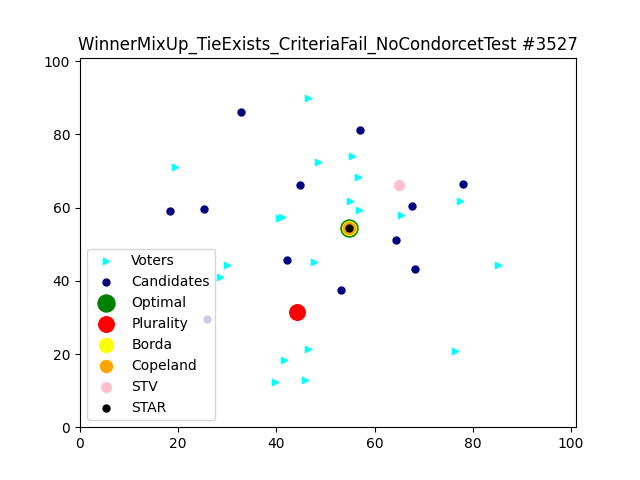 WinnerMixUp_TieExists_CriteriaFail_NoCondorcetTest #3527
100
80
60
40
20
0
Voters
Candidates
Optimal
Plurality
Borda
Copeland
STV
STAR
0 20 40 60 80 100